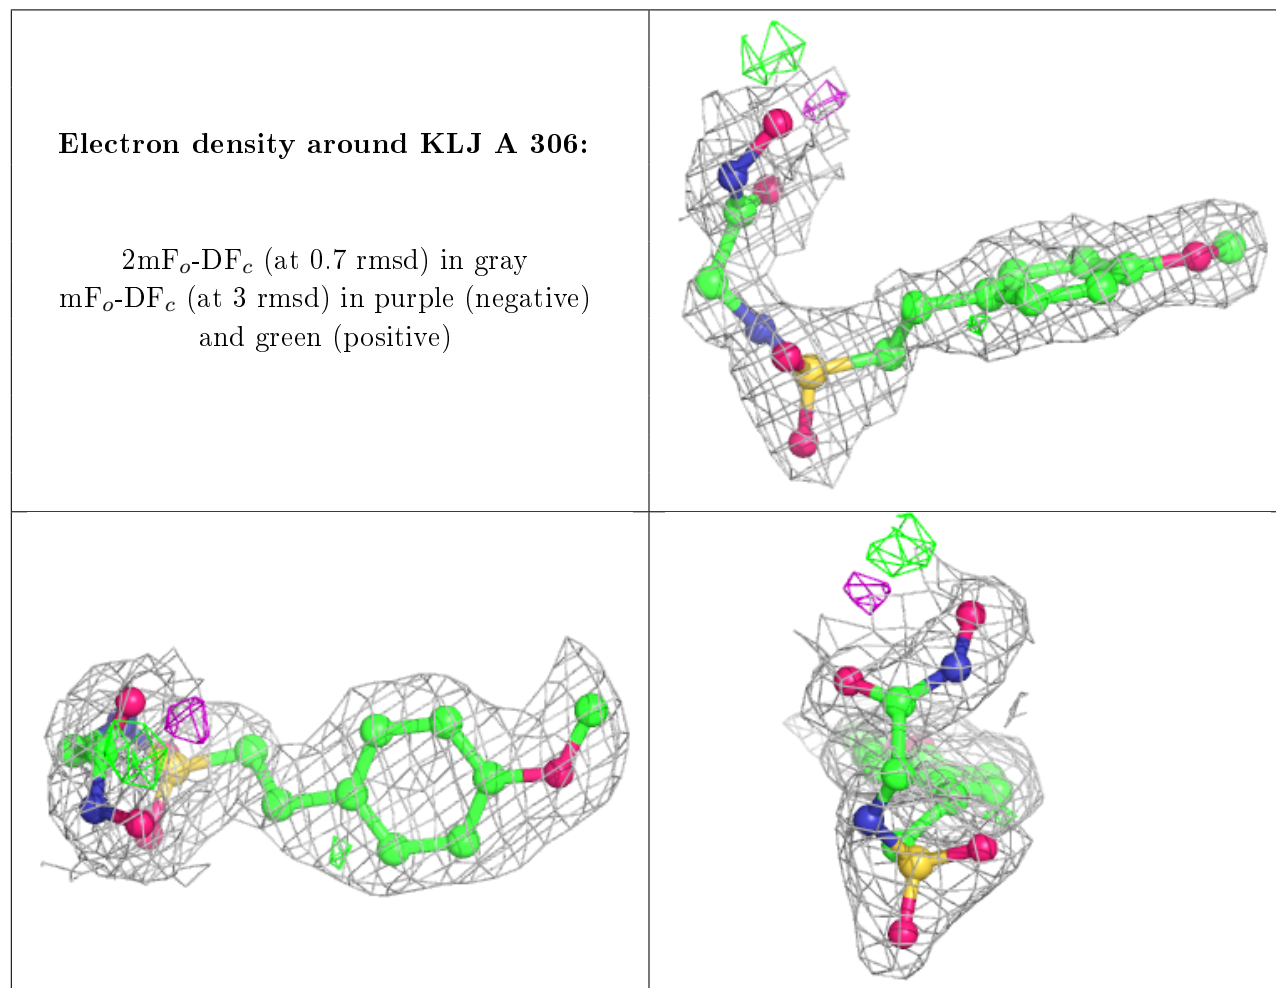 Electron density around KLJ A 306:
2mFo-DFc (at 0.7 rmsd) in gray
mFo-DFc (at 3 rmsd) in purple (negative)
and green (positive)